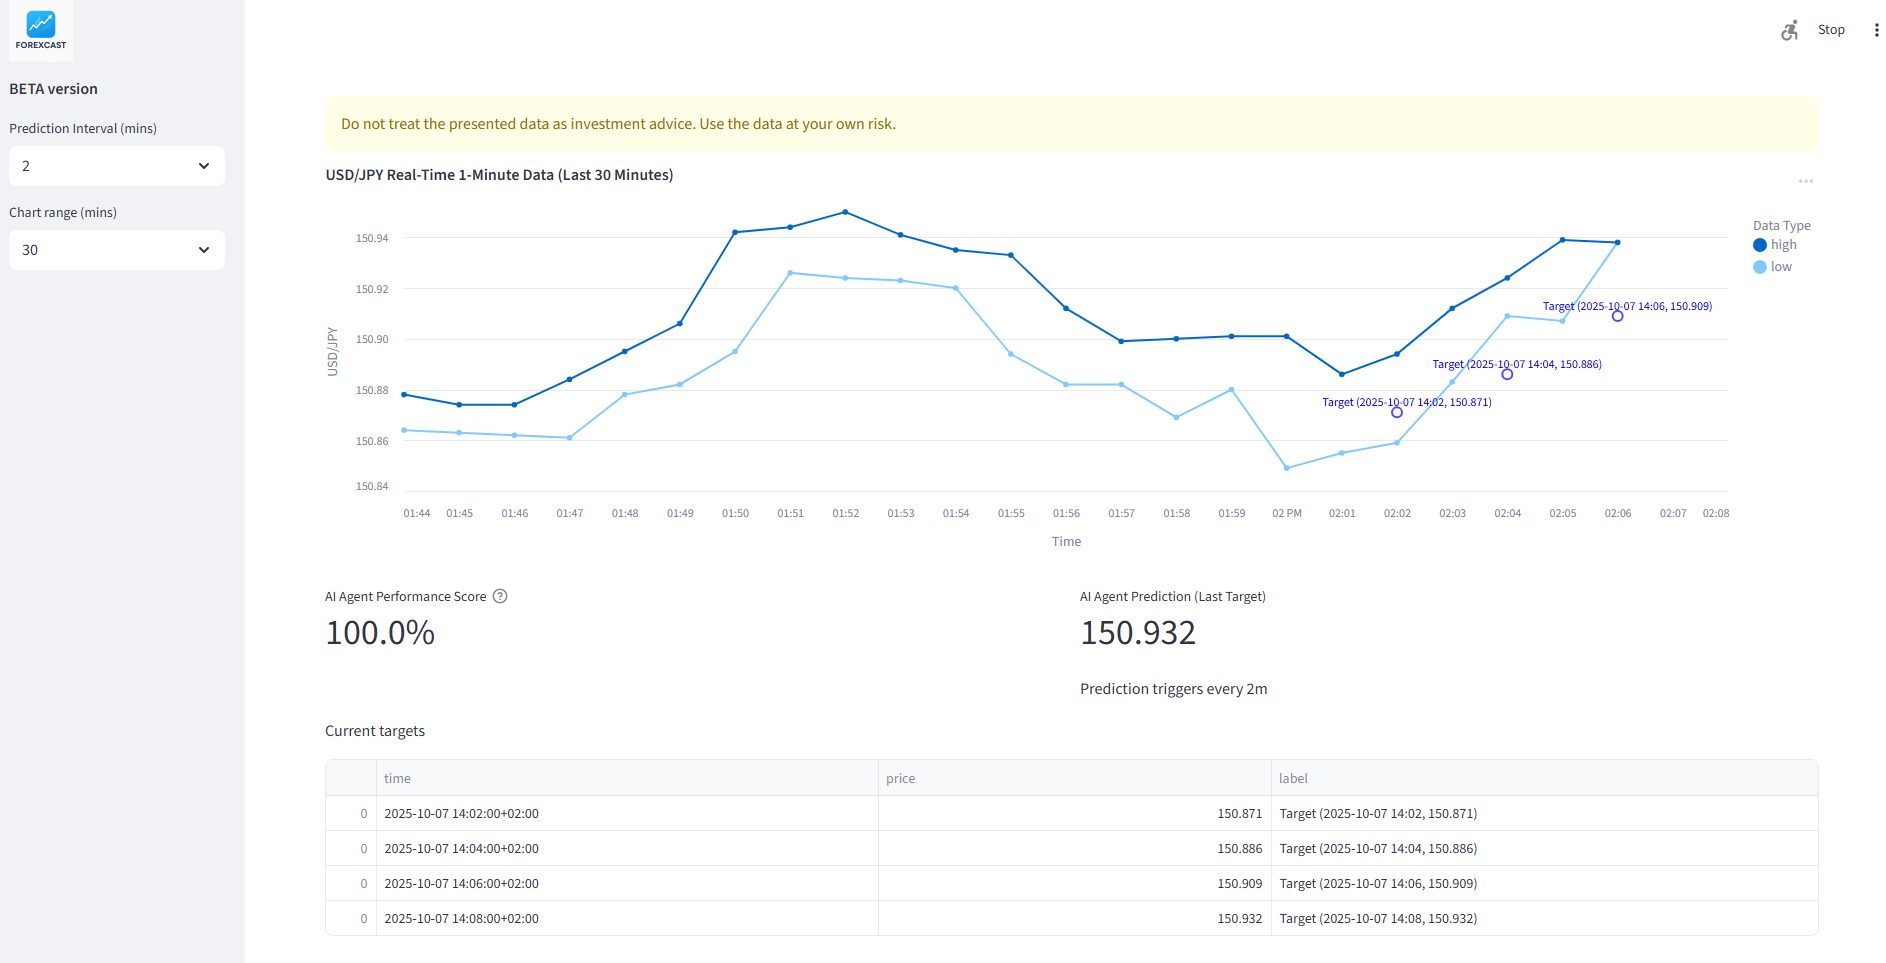 FOREXCAST
BETA version
Prediction Interval (mins)
2
Chart range (mins)
30
Stop
Do not treat the presented data as investment advice. Use the data at your own risk.
USD/JPY Real-Time 1-Minute Data (Last 30 Minutes)
Data Type
high
low
USD/JPY
150.94
150.92
150.90
150.88
150.86
150.84
Target (2025-10-07 14:06, 150.909)
Target (2025-10-07 14:04, 150.886)
Target (2025-10-07 14:02, 150.871)
01:44 01:45 01:46 01:47 01:48 01:49 01:50 01:51 01:52 01:53 01:54 01:55 01:56 01:57 01:58 01:59 02 PM 02:01 02:02 02:03 02:04 02:05 02:06 02:07 02:08
Time
AI Agent Performance Score ?
100.0%
AI Agent Prediction (Last Target)
150.932
Prediction triggers every 2m
Current targets
time price label
0 2025-10-07 14:02:00+02:00 150.871 Target (2025-10-07 14:02, 150.871)
0 2025-10-07 14:04:00+02:00 150.886 Target (2025-10-07 14:04, 150.886)
0 2025-10-07 14:06:00+02:00 150.909 Target (2025-10-07 14:06, 150.909)
0 2025-10-07 14:08:00+02:00 150.932 Target (2025-10-07 14:08, 150.932)